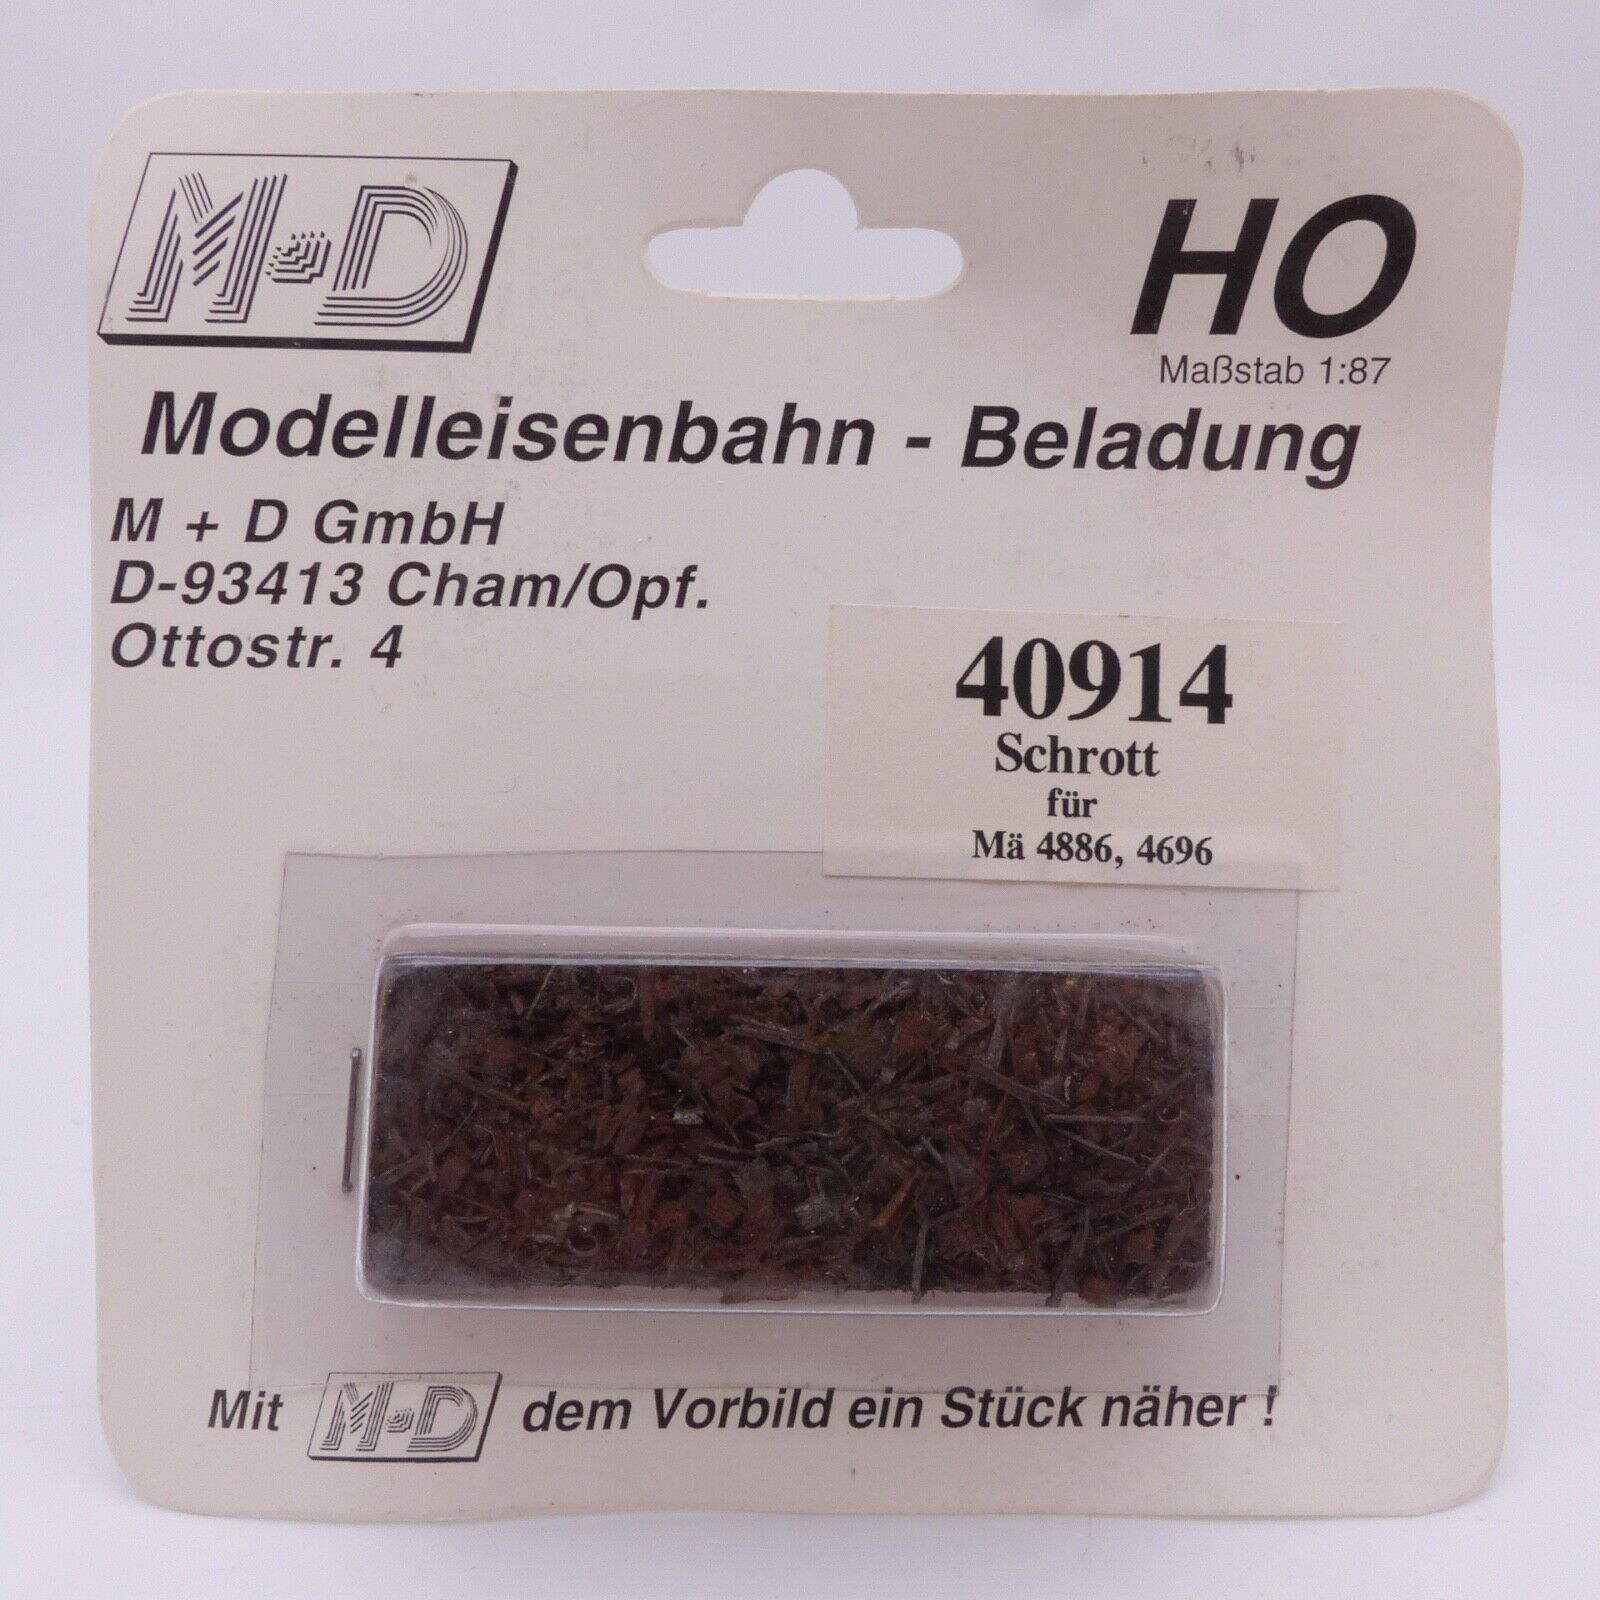 M+D
HO
Maßstab 1:87
Modelleisenbahn - Beladung
M + D GmbH
D-93413 Cham/Opf.
Ottostr. 4
40914
Schrott
für
Mä 4886, 4696
Mit M+D dem Vorbild ein Stück näher !